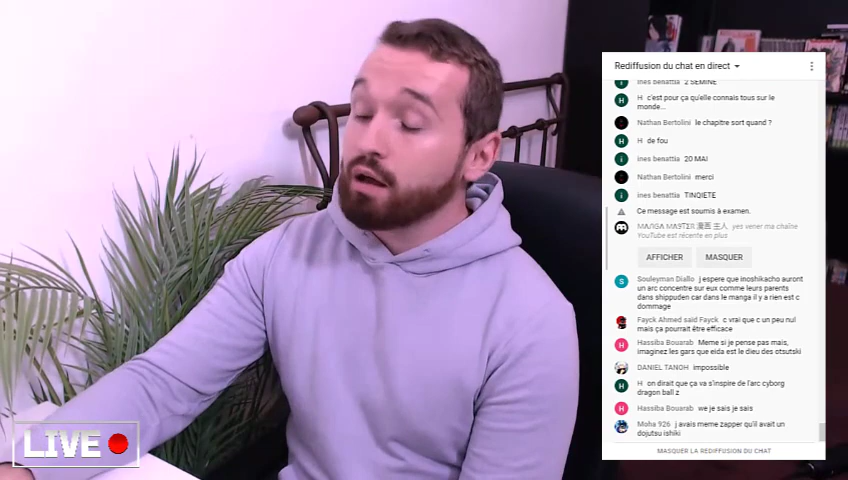 Rediffusion du chat en direct
ines benattia 2 SEMINE
H c'est pour ça qu'elle connais tous sur le
monde...
Nathan Bertolini le chapitre sort quand ?
H de fou
ines benattia 20 MAI
Nathan Bertolini merci
ines benattia TINQIETE
Ce message est soumis à examen.
yes vener ma chaîne
YouTube est récente en plus
AFFICHER MASQUER
Souleyman Diallo j espere que inoshikacho auront
un arc concentre sur eux comme leurs parents
dans shippuden car dans le manga il y a rien est c
dommage
Fayck Ahmed said Fayck c vrai que c un peu nul
mais ça pourrait être efficace
Hassiba Bouarab Meme si je pense pas mais,
imaginez les gars que eida est le dieu des otsutski
DANIEL TANOH impossible
H on dirait que ça va s'inspire de l'arc cyborg
dragon ball z
Hassiba Bouarab we je sais je sais
Moha 926 j avais meme zapper qu'il avait un
dojutsu ishiki
MASQUER LA REDIFFUSION DU CHAT
LIVE